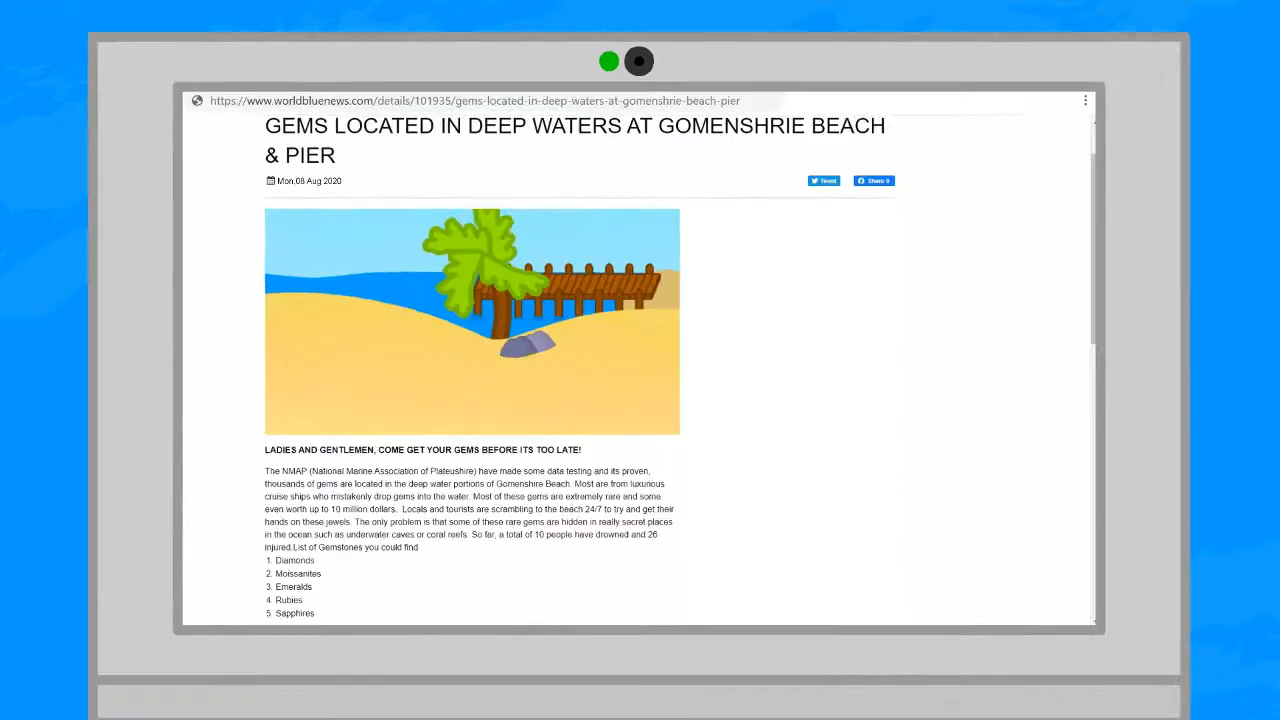 https://www.worldbluenews.com/details/101935/gems-located-in-deep-waters-at-gomenshrie-beach-pier
GEMS LOCATED IN DEEP WATERS AT GOMENSHRIE BEACH
& PIER
Mon,08 Aug 2020
Tweet
Share 0
LADIES AND GENTLEMEN, COME GET YOUR GEMS BEFORE ITS TOO LATE!
The NMAP (National Marine Association of Plateushire) have made some data testing and its proven,
thousands of gems are located in the deep water portions of Gomenshire Beach. Most are from luxurious
cruise ships who mistakenly drop gems into the water. Most of these gems are extremely rare and some
even worth up to 10 million dollars. Locals and tourists are scrambling to the beach 24/7 to try and get their
hands on these jewels. The only problem is that some of these rare gems are hidden in really secret places
in the ocean such as underwater caves or coral reefs. So far, a total of 10 people have drowned and 26
injured.List of Gemstones you could find
1. Diamonds
2. Moissanites
3. Emeralds
4. Rubies
5. Sapphires